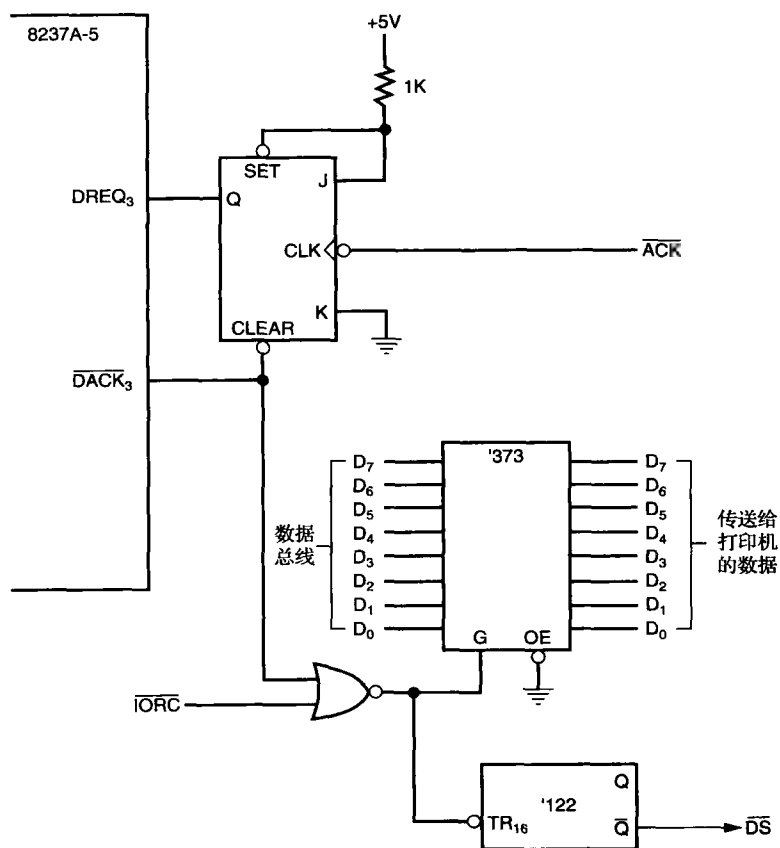 8237A-5
+5V
1K
SET
J
DREQ₃
Q
CLK
ACK
K
CLEAR
DACK₃
'373
D₇
D₆
D₅
D₄
D₃
D₂
D₁
D₀
数据
总线
D₇
D₆
D₅
D₄
D₃
D₂
D₁
D₀
传送给
打印机
的数据
G
OE
IORC
'122
Q
TR₁₆
Q
DS